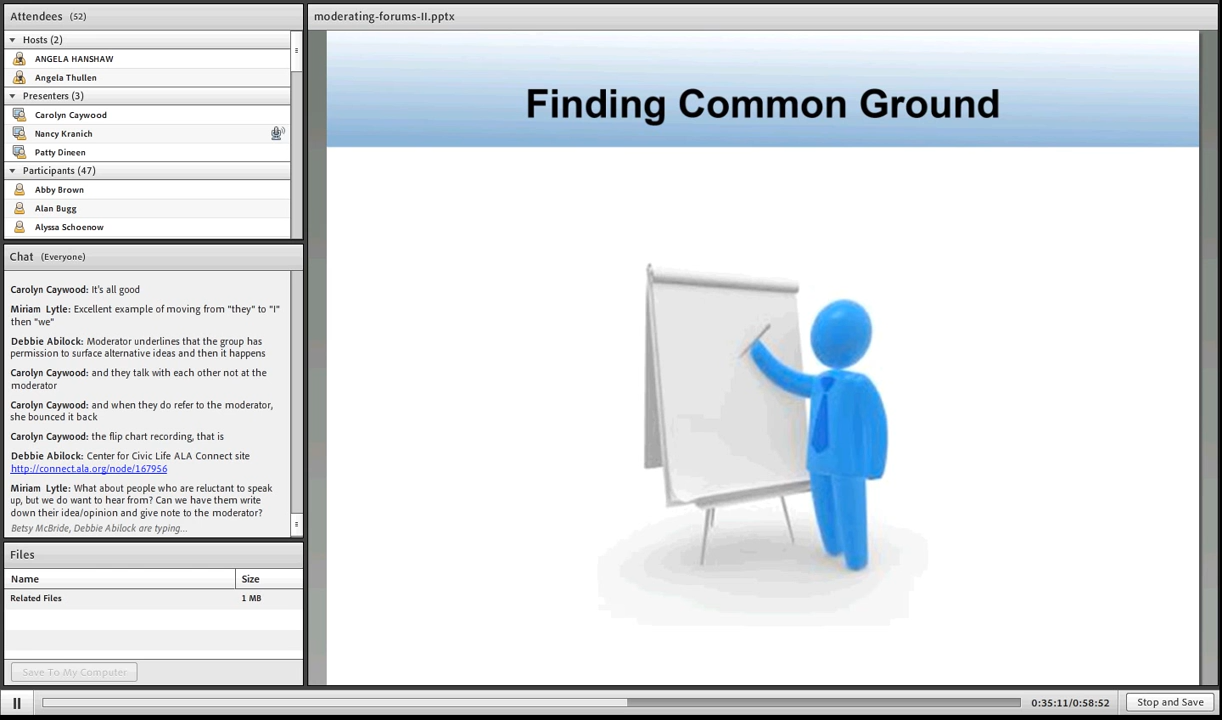 Attendees (52)
Hosts (2)
ANGELA HANSHAW
Angela Thullen
Presenters (3)
Carolyn Caywood
Nancy Kranich
Patty Dineen
Participants (47)
Abby Brown
Alan Bugg
Alyssa Schoenow
Chat (Everyone)
Carolyn Caywood: It's all good
Miriam Lytle: Excellent example of moving from "they" to "I"
then "we"
Debbie Abilock: Moderator underlines that the group has
permission to surface alternative ideas and then it happens
Carolyn Caywood: and they talk with each other not at the
moderator
Carolyn Caywood: and when they do refer to the moderator,
she bounced it back
Carolyn Caywood: the flip chart recording, that is
Debbie Abilock: Center for Civic Life ALA Connect site
http://connect.ala.org/node/167956
Miriam Lytle: What about people who are reluctant to speak
up, but we do want to hear from? Can we have them write
down their idea/opinion and give note to the moderator?
Betsy McBride, Debbie Abilock are typing...
Files
Name Size
Related Files 1 MB
Save To My Computer
moderating-forums-II.pptx
Finding Common Ground
0:35:11/0:58:52
Stop and Save